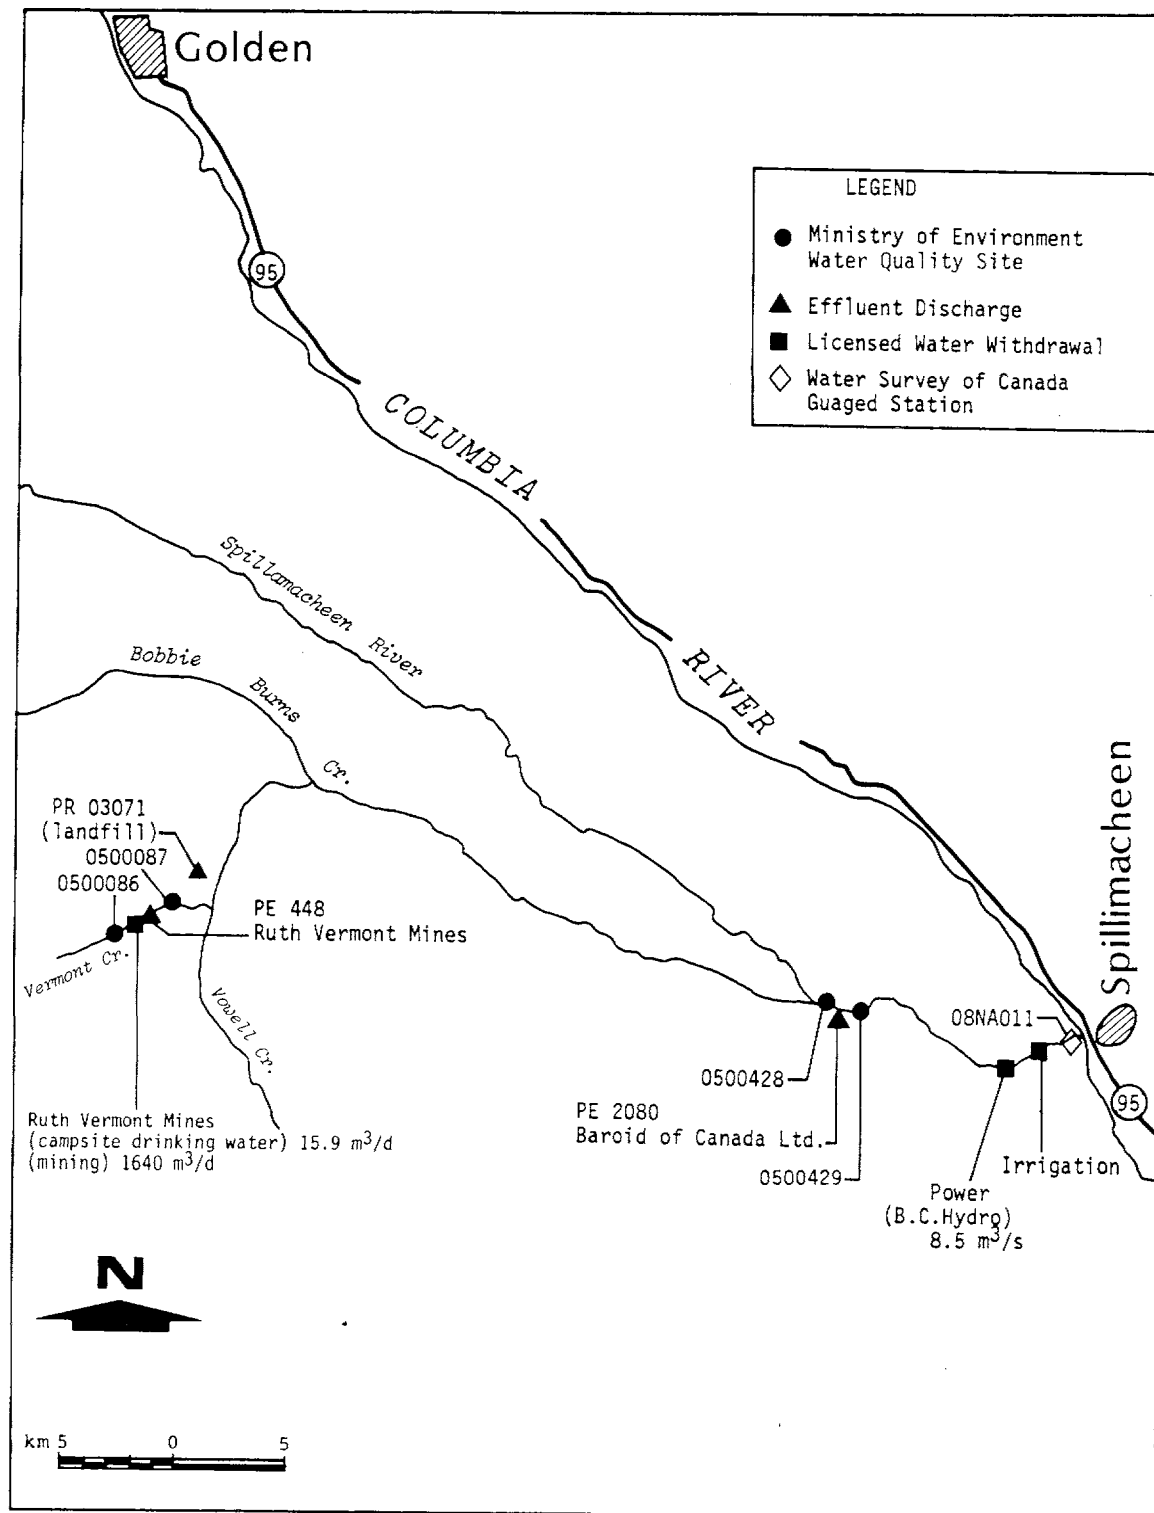 Golden
LEGEND
Ministry of Environment
Water Quality Site
Effluent Discharge
Licensed Water Withdrawal
Water Survey of Canada
Guaged Station
95
COLUMBIA
RIVER
Spillamacheen River
Bobbie Burns Cr.
PR 03071
(landfill)
0500087
0500086
PE 448
Ruth Vermont Mines
Vermont Cr.
Vowell Cr.
Spillimacheen
08NA011
0500428
PE 2080
Baroid of Canada Ltd.
0500429
95
Irrigation
Power
(B.C.Hydro)
8.5 m³/s
Ruth Vermont Mines
(campsite drinking water) 15.9 m³/d
(mining) 1640 m³/d
N
km 5 0 5